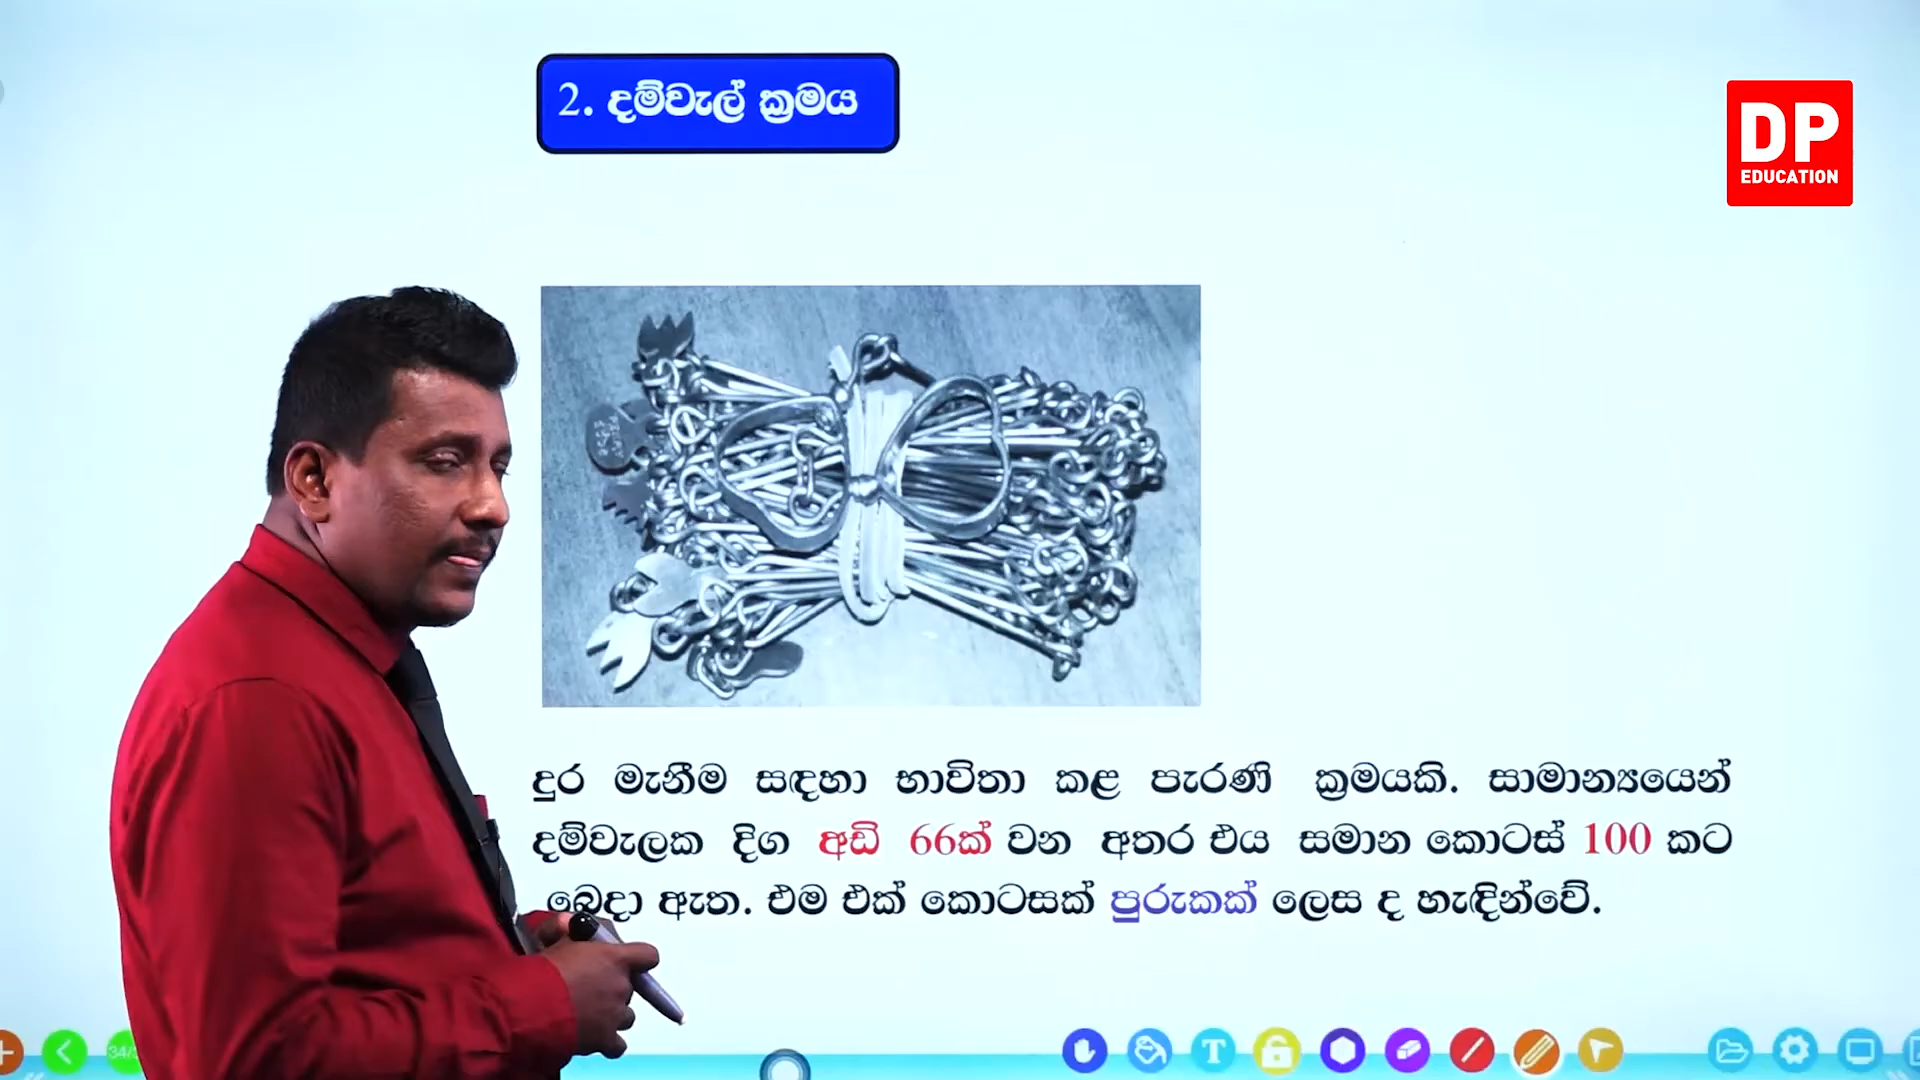 2. දම්වැල් ක්‍රමය
DP
EDUCATION
දුර මැනීම සඳහා භාවිතා කළ පැරණි ක්‍රමයකි. සාමාන්‍යයෙන්
දම්වැලක දිග අඩි 66ක් වන අතර එය සමාන කොටස් 100 කට
බෙදා ඇත. එම එක් කොටසක් පුරුකක් ලෙස ද හැඳින්වේ.